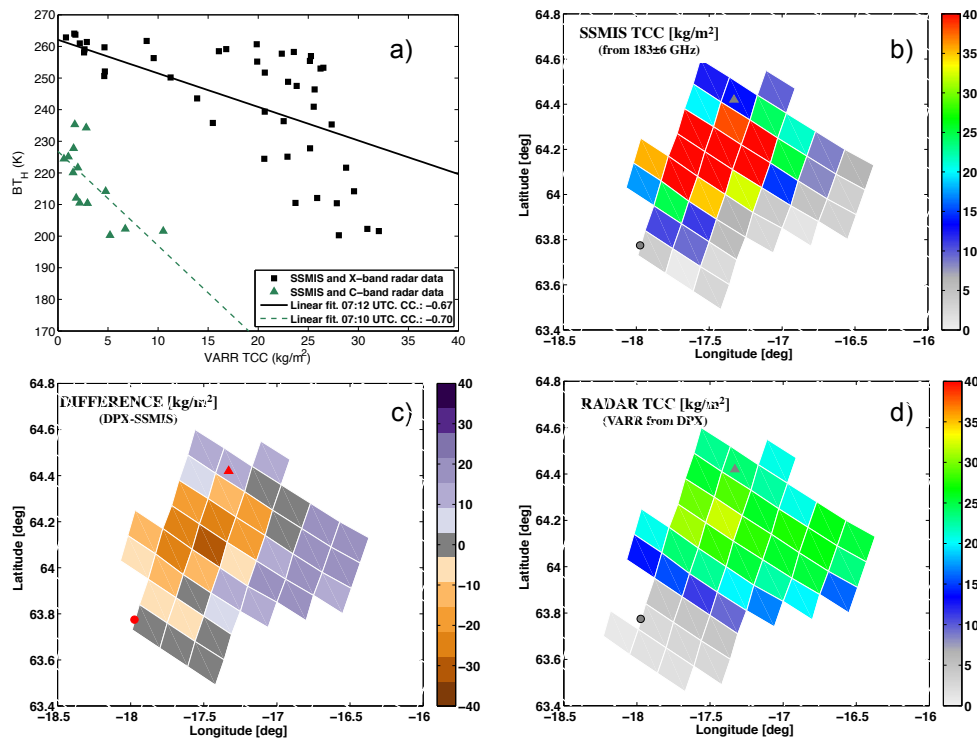 a)
270
260
250
240
230
220
210
200
190
180
170
BT_H (K)
0 5 10 15 20 25 30 35 40
VARR TCC (kg/m²)
SSMIS and X-band radar data
SSMIS and C-band radar data
Linear fit. 07:12 UTC. CC.: −0.67
Linear fit. 07:10 UTC. CC.: −0.70
SSMIS TCC [kg/m²]
(from 183±6 GHz)
b)
64.8
64.6
64.4
64.2
64
63.8
63.6
63.4
Latitude [deg]
−18.5 −18 −17.5 −17 −16.5 −16
Longitude [deg]
40
35
30
25
20
15
10
5
0
DIFFERENCE [kg/m²]
(DPX-SSMIS)
c)
64.8
64.6
64.4
64.2
64
63.8
63.6
63.4
Latitude [deg]
−18.5 −18 −17.5 −17 −16.5 −16
Longitude [deg]
40
30
20
10
0
−10
−20
−30
−40
RADAR TCC [kg/m²]
(VARR from DPX)
d)
64.8
64.6
64.4
64.2
64
63.8
63.6
63.4
Latitude [deg]
−18.5 −18 −17.5 −17 −16.5 −16
Longitude [deg]
40
35
30
25
20
15
10
5
0